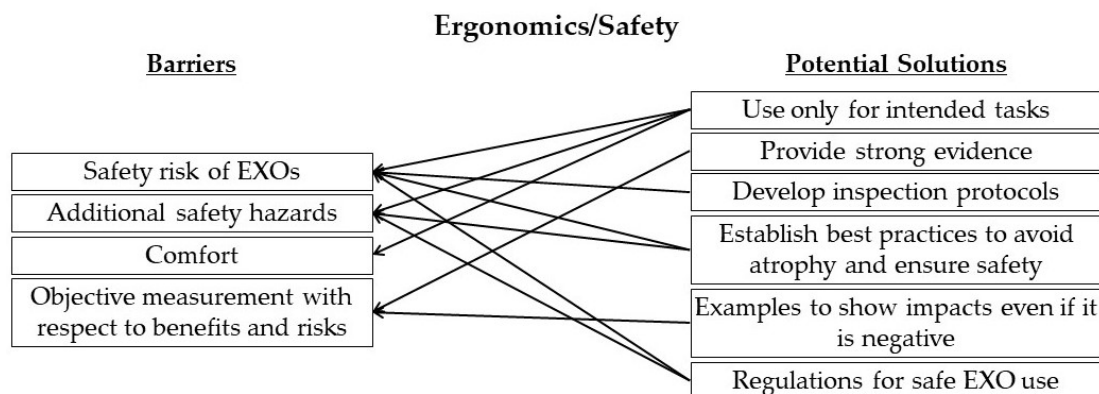 Ergonomics/Safety
Barriers
Safety risk of EXOs
Additional safety hazards
Comfort
Objective measurement with
respect to benefits and risks
Potential Solutions
Use only for intended tasks
Provide strong evidence
Develop inspection protocols
Establish best practices to avoid
atrophy and ensure safety
Examples to show impacts even if it
is negative
Regulations for safe EXO use